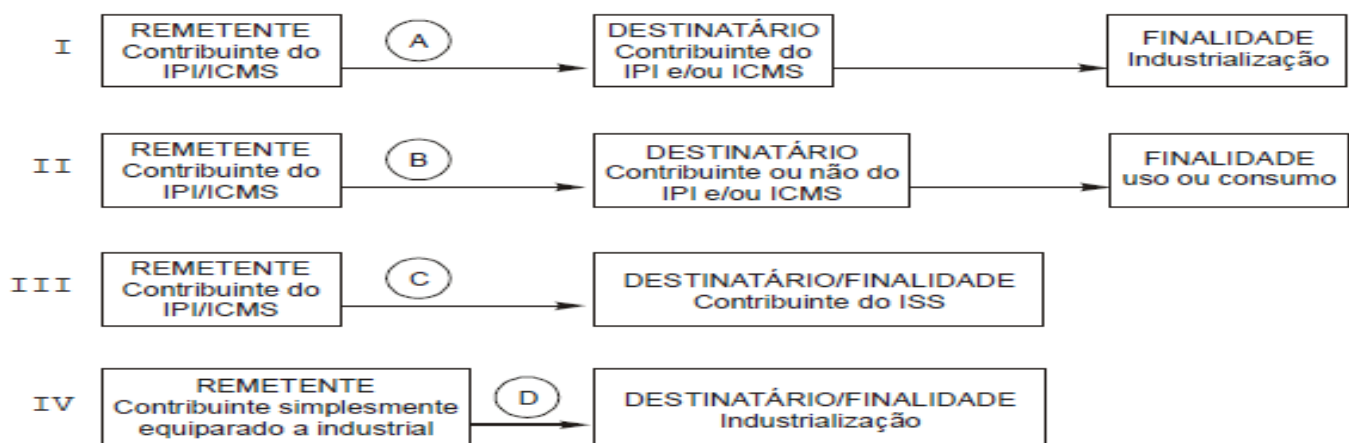 I
REMETENTE
Contribuinte do
IPI/ICMS
A
DESTINATÁRIO
Contribuinte do
IPI e/ou ICMS
FINALIDADE
Industrialização
II
REMETENTE
Contribuinte do
IPI/ICMS
B
DESTINATÁRIO
Contribuinte ou não do
IPI e/ou ICMS
FINALIDADE
uso ou consumo
III
REMETENTE
Contribuinte do
IPI/ICMS
C
DESTINATÁRIO/FINALIDADE
Contribuinte do ISS
IV
REMETENTE
Contribuinte simplesmente
equiparado a industrial
D
DESTINATÁRIO/FINALIDADE
Industrialização